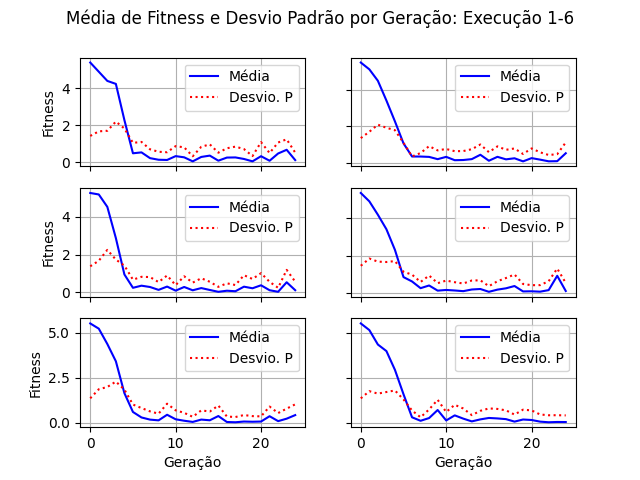 Média de Fitness e Desvio Padrão por Geração: Execução 1-6
Fitness
4
2
0
Média
Desvio. P
Média
Desvio. P
Fitness
4
2
0
Média
Desvio. P
Média
Desvio. P
Fitness
5.0
2.5
0.0
Média
Desvio. P
Média
Desvio. P
0 10 20
0 10 20
Geração
Geração